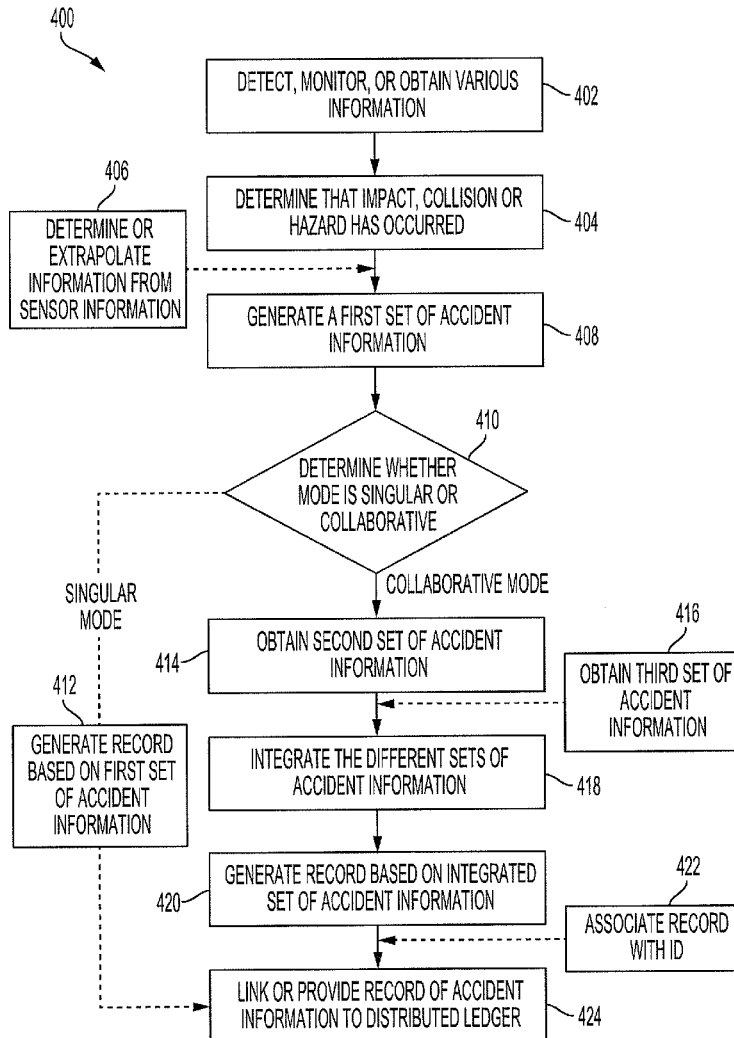 400
DETECT, MONITOR, OR OBTAIN VARIOUS
INFORMATION
402
406
DETERMINE THAT IMPACT, COLLISION OR
HAZARD HAS OCCURRED
404
DETERMINE OR
EXTRAPOLATE
INFORMATION FROM
SENSOR INFORMATION
GENERATE A FIRST SET OF ACCIDENT
INFORMATION
408
410
DETERMINE WHETHER
MODE IS SINGULAR OR
COLLABORATIVE
SINGULAR
MODE
COLLABORATIVE MODE
414
OBTAIN SECOND SET OF ACCIDENT
INFORMATION
416
OBTAIN THIRD SET OF
ACCIDENT
INFORMATION
412
GENERATE RECORD
BASED ON FIRST SET
OF ACCIDENT
INFORMATION
INTEGRATE THE DIFFERENT SETS OF
ACCIDENT INFORMATION
418
420
GENERATE RECORD BASED ON INTEGRATED
SET OF ACCIDENT INFORMATION
422
ASSOCIATE RECORD
WITH ID
LINK OR PROVIDE RECORD OF ACCIDENT
INFORMATION TO DISTRIBUTED LEDGER
424